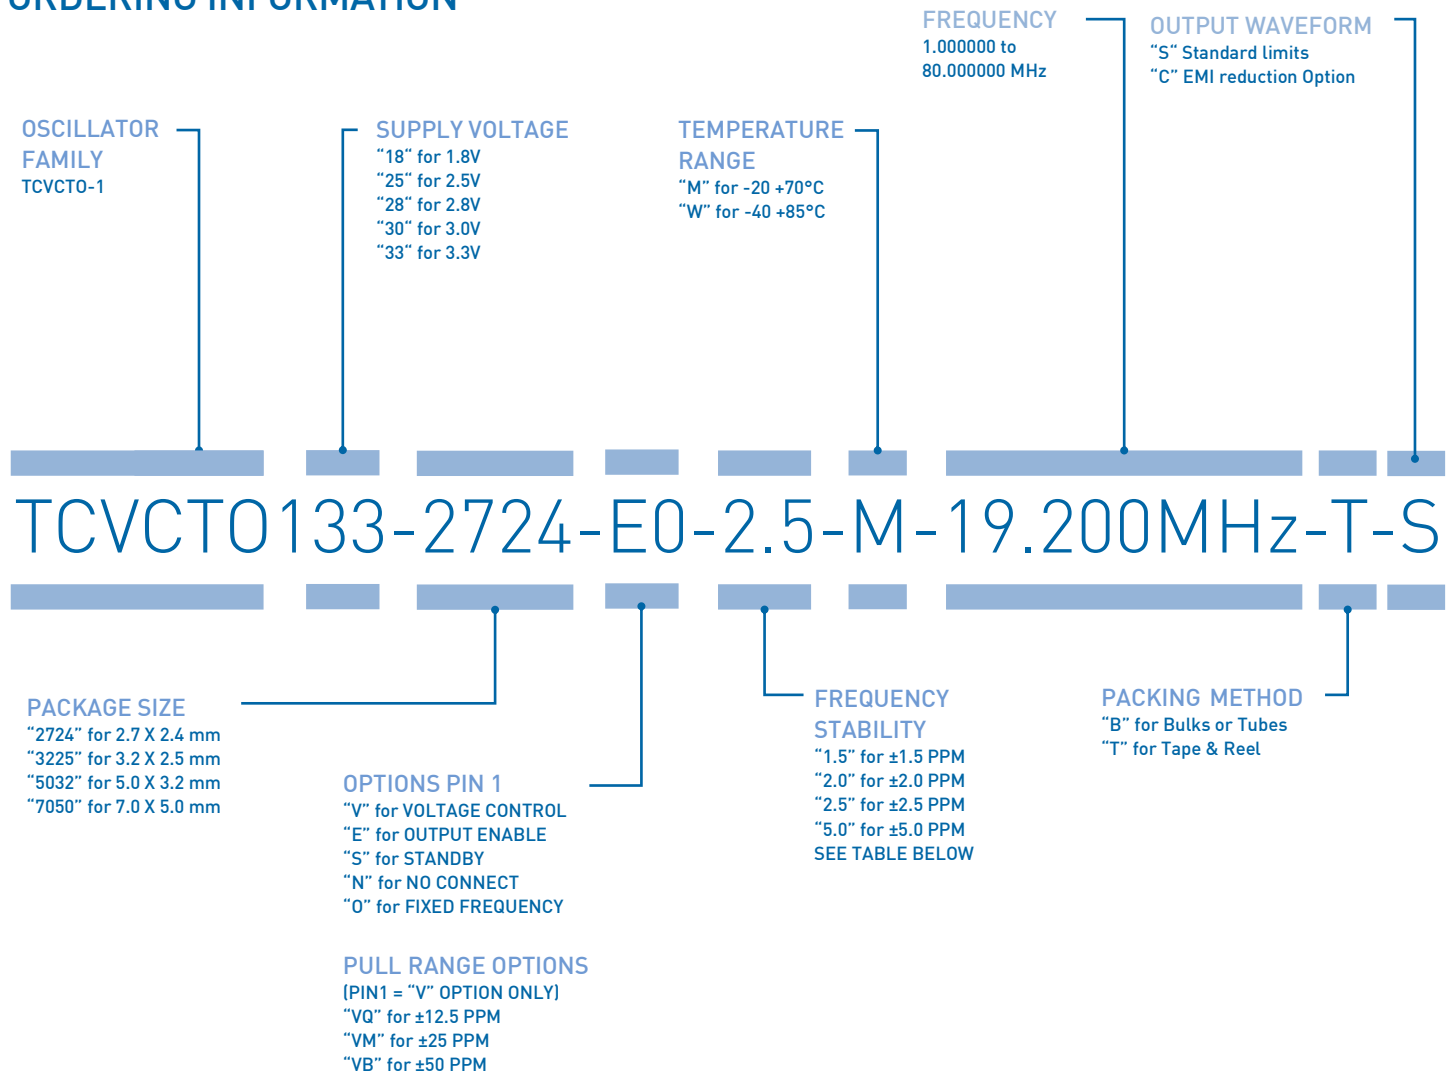 ORDERING INFORMATION
FREQUENCY
1.000000 to
80.000000 MHz
OUTPUT WAVEFORM
“S“ Standard limits
“C” EMI reduction Option
OSCILLATOR
FAMILY
TCVCTO-1
SUPPLY VOLTAGE
“18“ for 1.8V
“25“ for 2.5V
“28“ for 2.8V
“30“ for 3.0V
“33“ for 3.3V
TEMPERATURE
RANGE
“M” for -20 +70°C
“W” for -40 +85°C
TCVCTO133-2724-E0-2.5-M-19.200MHz-T-S
PACKAGE SIZE
“2724” for 2.7 X 2.4 mm
“3225” for 3.2 X 2.5 mm
“5032” for 5.0 X 3.2 mm
“7050” for 7.0 X 5.0 mm
OPTIONS PIN 1
“V” for VOLTAGE CONTROL
“E” for OUTPUT ENABLE
“S” for STANDBY
“N” for NO CONNECT
“O” for FIXED FREQUENCY
PULL RANGE OPTIONS
(PIN1 = “V” OPTION ONLY)
“VQ” for ±12.5 PPM
“VM” for ±25 PPM
“VB” for ±50 PPM
FREQUENCY
STABILITY
“1.5” for ±1.5 PPM
“2.0” for ±2.0 PPM
“2.5” for ±2.5 PPM
“5.0” for ±5.0 PPM
SEE TABLE BELOW
PACKING METHOD
“B” for Bulks or Tubes
“T” for Tape & Reel